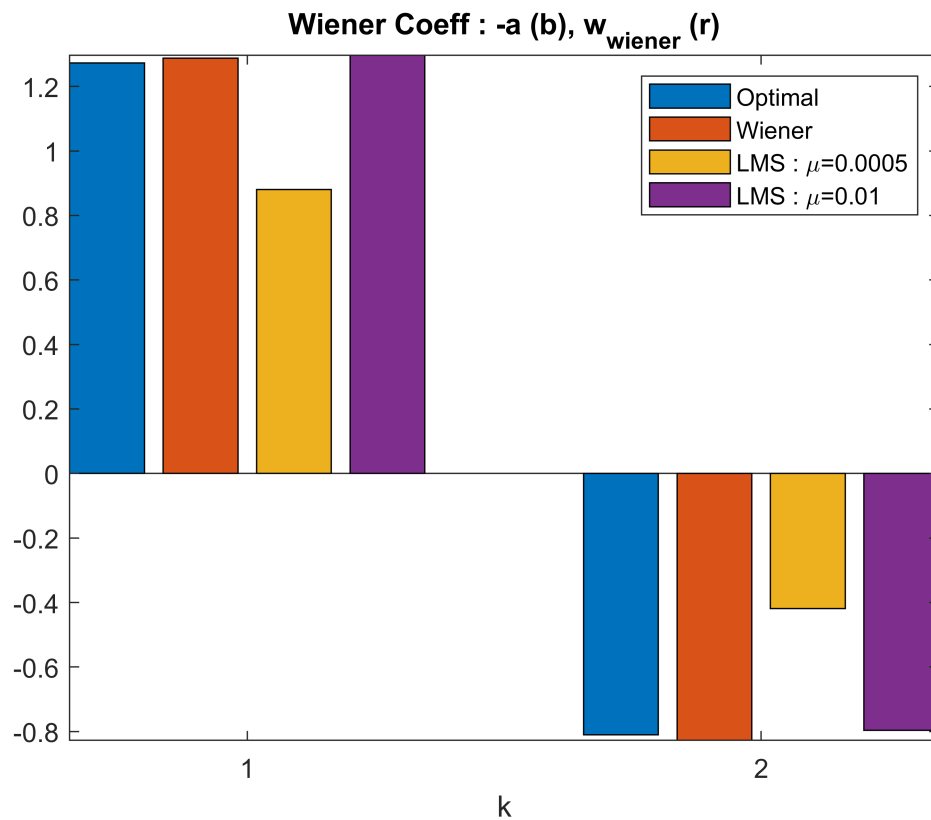 Wiener Coeff : -a (b), w_wiener (r)
Optimal
Wiener
LMS : μ=0.0005
LMS : μ=0.01
1.2
1
0.8
0.6
0.4
0.2
0
-0.2
-0.4
-0.6
-0.8
1 2
k